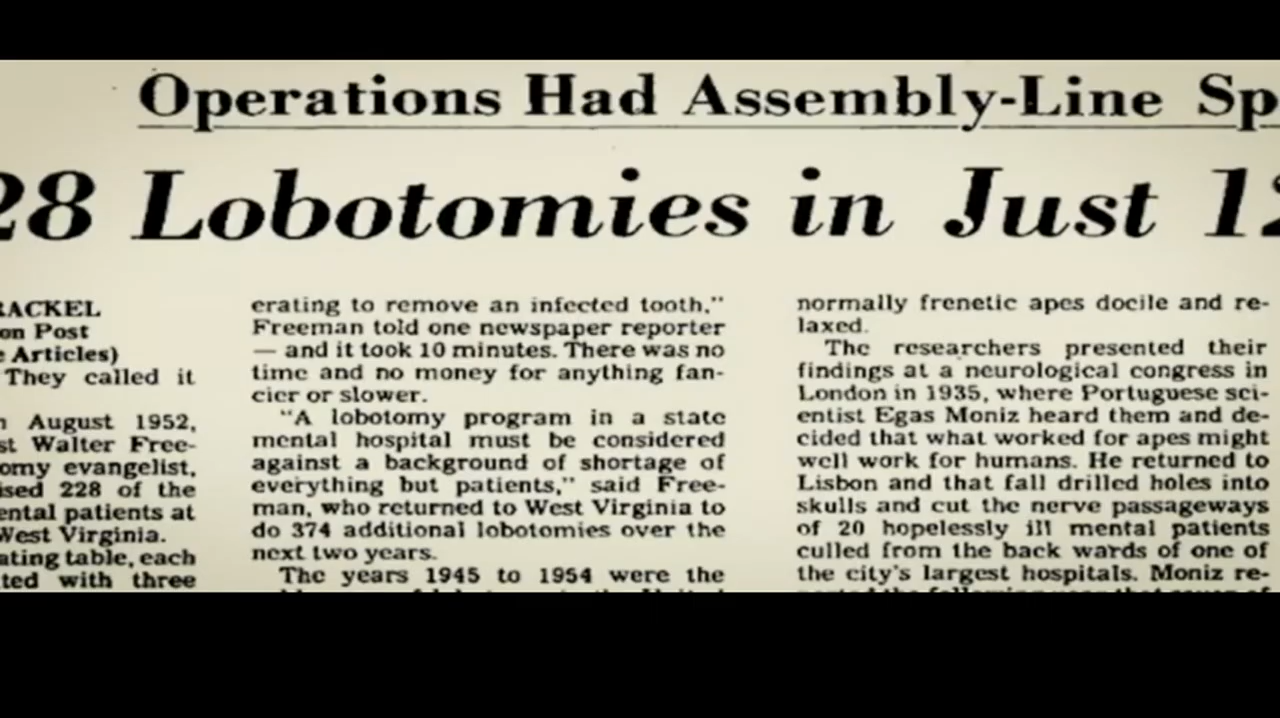 Operations Had Assembly-Line Sp
28 Lobotomies in Just 12
RACKEL
on Post
e Articles)
They called it
August 1952,
st Walter Free-
omy evangelist,
ised 228 of the
ental patients at
West Virginia.
ating table, each
ted with three
erating to remove an infected tooth,"
Freeman told one newspaper reporter
— and it took 10 minutes. There was no
time and no money for anything fan-
cier or slower.
"A lobotomy program in a state
mental hospital must be considered
against a background of shortage of
everything but patients," said Free-
man, who returned to West Virginia to
do 374 additional lobotomies over the
next two years.
The years 1945 to 1954 were the
normally frenetic apes docile and re-
laxed.
The researchers presented their
findings at a neurological congress in
London in 1935, where Portuguese sci-
entist Egas Moniz heard them and de-
cided that what worked for apes might
well work for humans. He returned to
Lisbon and that fall drilled holes into
skulls and cut the nerve passageways
of 20 hopelessly ill mental patients
culled from the back wards of one of
the city's largest hospitals. Moniz re-